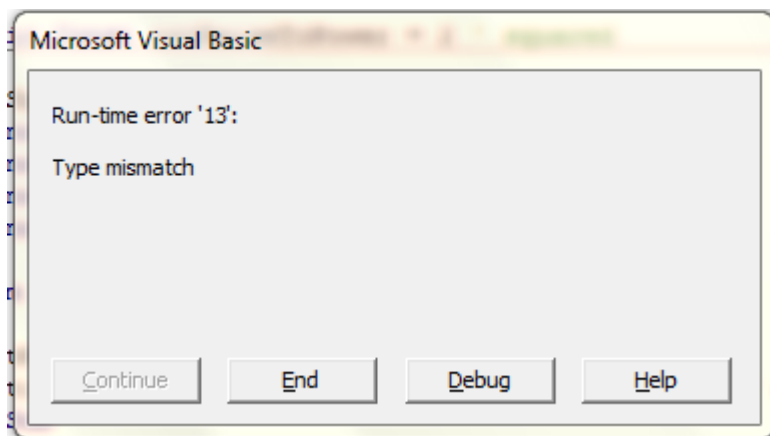 Microsoft Visual Basic
Run-time error '13':
Type mismatch
Continue
End
Debug
Help